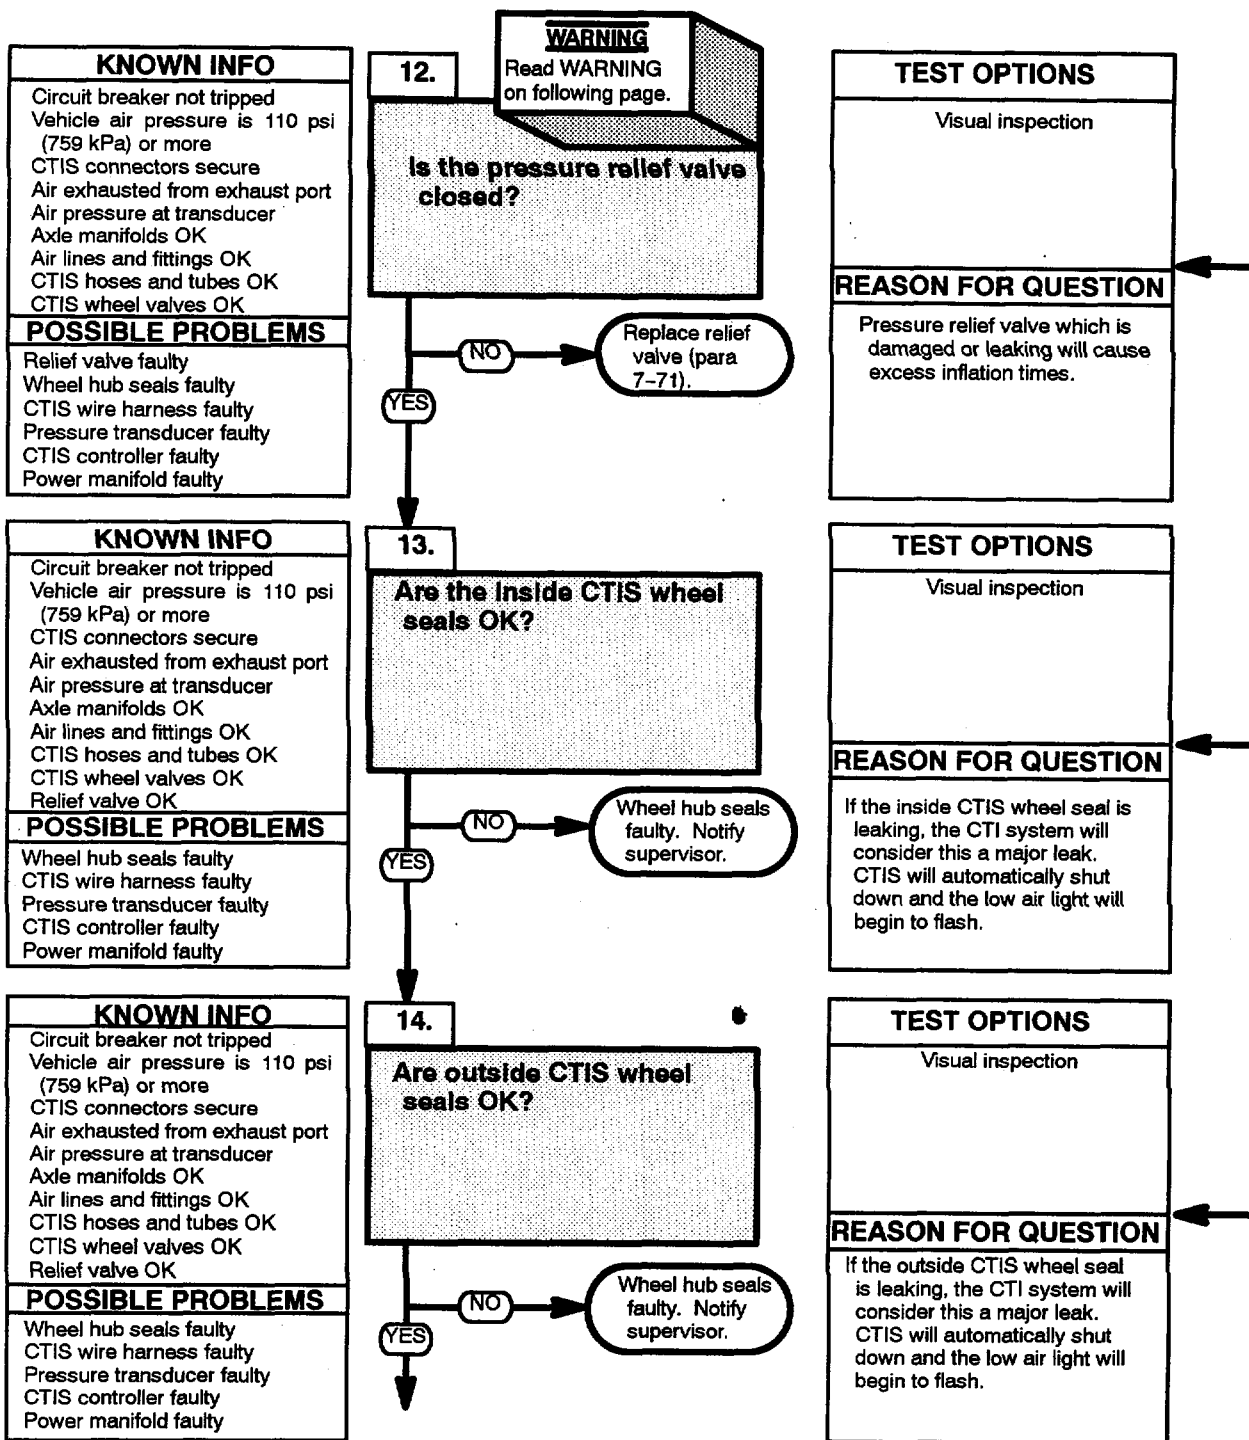 KNOWN INFO
Circuit breaker not tripped
Vehicle air pressure is 110 psi
(759 kPa) or more
CTIS connectors secure
Air exhausted from exhaust port
Air pressure at transducer
Axle manifolds OK
Air lines and fittings OK
CTIS hoses and tubes OK
CTIS wheel valves OK
POSSIBLE PROBLEMS
Relief valve faulty
Wheel hub seals faulty
CTIS wire harness faulty
Pressure transducer faulty
CTIS controller faulty
Power manifold faulty
12.
WARNING
Read WARNING
on following page.
Is the pressure relief valve
closed?
NO
Replace relief
valve (para
7-71).
YES
TEST OPTIONS
Visual inspection
REASON FOR QUESTION
Pressure relief valve which is
damaged or leaking will cause
excess inflation times.
KNOWN INFO
Circuit breaker not tripped
Vehicle air pressure is 110 psi
(759 kPa) or more
CTIS connectors secure
Air exhausted from exhaust port
Air pressure at transducer
Axle manifolds OK
Air lines and fittings OK
CTIS hoses and tubes OK
CTIS wheel valves OK
Relief valve OK
POSSIBLE PROBLEMS
Wheel hub seals faulty
CTIS wire harness faulty
Pressure transducer faulty
CTIS controller faulty
Power manifold faulty
13.
Are the inside CTIS wheel
seals OK?
NO
Wheel hub seals
faulty. Notify
supervisor.
YES
TEST OPTIONS
Visual inspection
REASON FOR QUESTION
If the inside CTIS wheel seal is
leaking, the CTI system will
consider this a major leak.
CTIS will automatically shut
down and the low air light will
begin to flash.
KNOWN INFO
Circuit breaker not tripped
Vehicle air pressure is 110 psi
(759 kPa) or more
CTIS connectors secure
Air exhausted from exhaust port
Air pressure at transducer
Axle manifolds OK
Air lines and fittings OK
CTIS hoses and tubes OK
CTIS wheel valves OK
Relief valve OK
POSSIBLE PROBLEMS
Wheel hub seals faulty
CTIS wire harness faulty
Pressure transducer faulty
CTIS controller faulty
Power manifold faulty
14.
Are outside CTIS wheel
seals OK?
NO
Wheel hub seals
faulty. Notify
supervisor.
YES
TEST OPTIONS
Visual inspection
REASON FOR QUESTION
If the outside CTIS wheel seal
is leaking, the CTI system will
consider this a major leak.
CTIS will automatically shut
down and the low air light will
begin to flash.